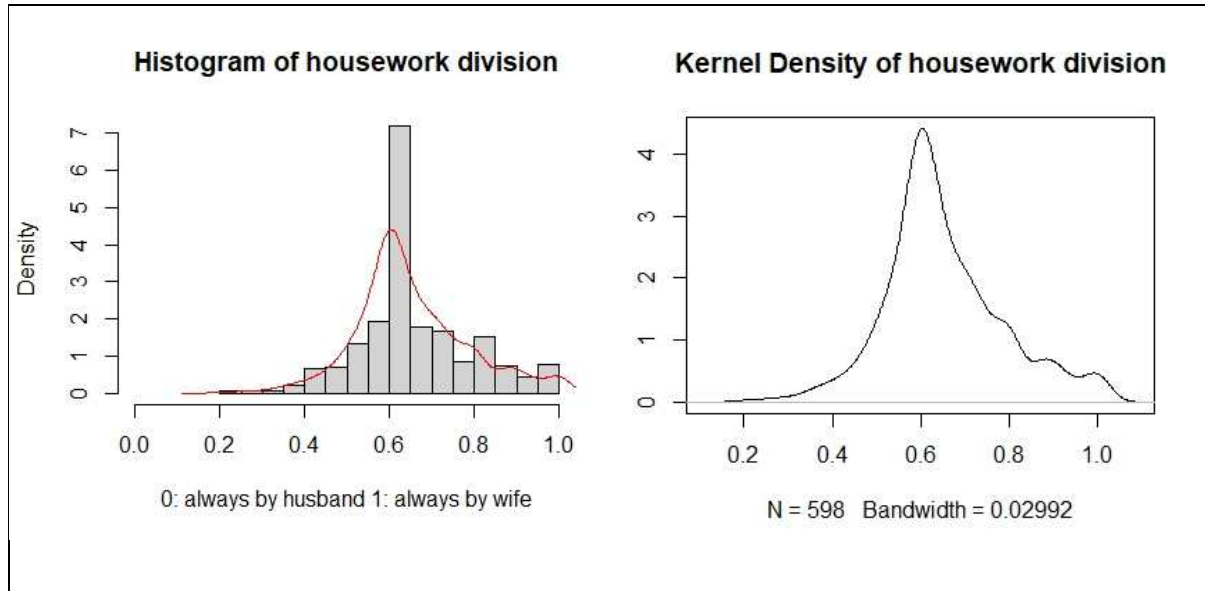 Histogram of housework division
Density
7
6
5
4
3
2
1
0
0.0 0.2 0.4 0.6 0.8 1.0
0: always by husband 1: always by wife
Kernel Density of housework division
4
3
2
1
0
0.2 0.4 0.6 0.8 1.0
N = 598 Bandwidth = 0.02992